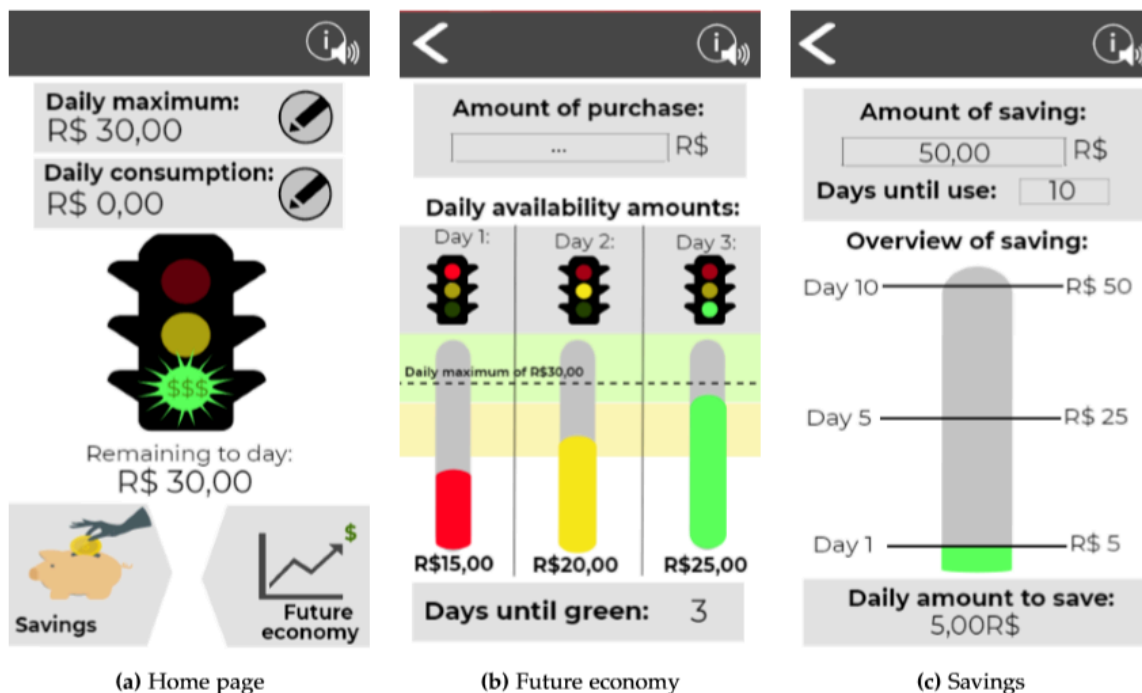 i
Daily maximum:
R$ 30,00
Daily consumption:
R$ 0,00
$$$
Remaining to day:
R$ 30,00
Savings
$
Future
economy
(a) Home page
i
Amount of purchase:
... R$
Daily availability amounts:
Day 1: Day 2: Day 3:
Daily maximum of R$30,00
R$15,00 R$20,00 R$25,00
Days until green: 3
(b) Future economy
i
Amount of saving:
50,00 R$
Days until use: 10
Overview of saving:
Day 10 R$ 50
Day 5 R$ 25
Day 1 R$ 5
Daily amount to save:
5,00R$
(c) Savings